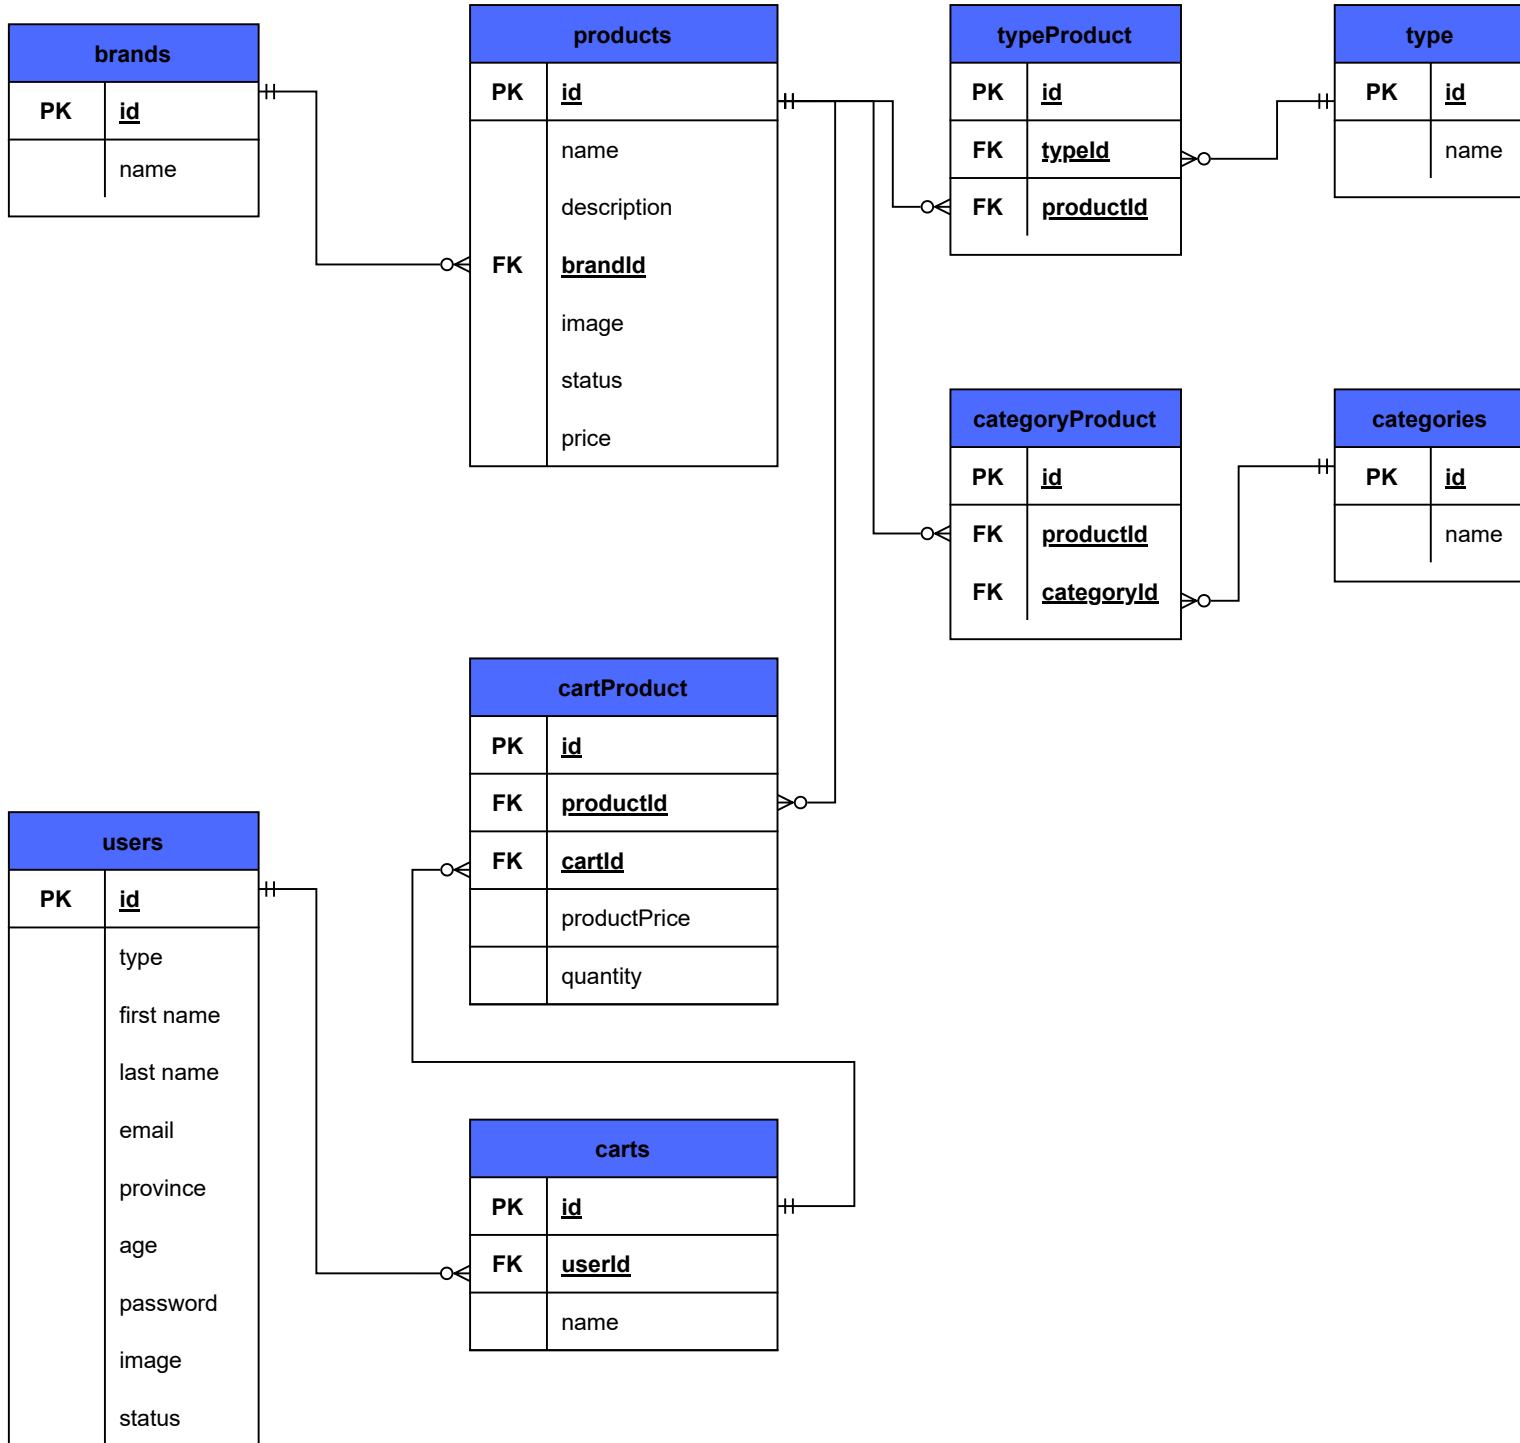 brands
PK id
name
products
PK id
name
description
FK brandId
image
status
price
typeProduct
PK id
FK typeId
FK productId
type
PK id
name
categoryProduct
PK id
FK productId
FK categoryId
categories
PK id
name
cartProduct
PK id
FK productId
FK cartId
productPrice
quantity
users
PK id
type
first name
last name
email
province
age
password
image
status
carts
PK id
FK userId
name